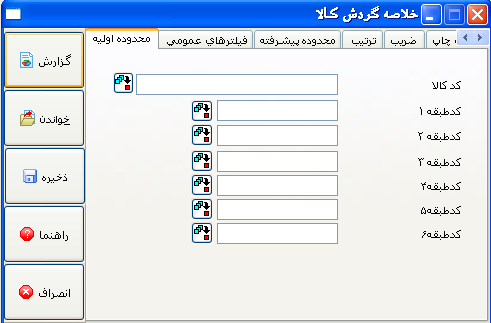 خلاصه گردش کالا
محدوده اولیه
فیلترهای عمومي
محدوده پیشرفته
ترتیب
ضریب
چاپ
کد کالا
کدطبقه ۱
کدطبقه ۲
کدطبقه ۳
کدطبقه۴
کدطبقه۵
کدطبقه۶
گزارش
خواندن
ذخیره
راهنما
انصراف